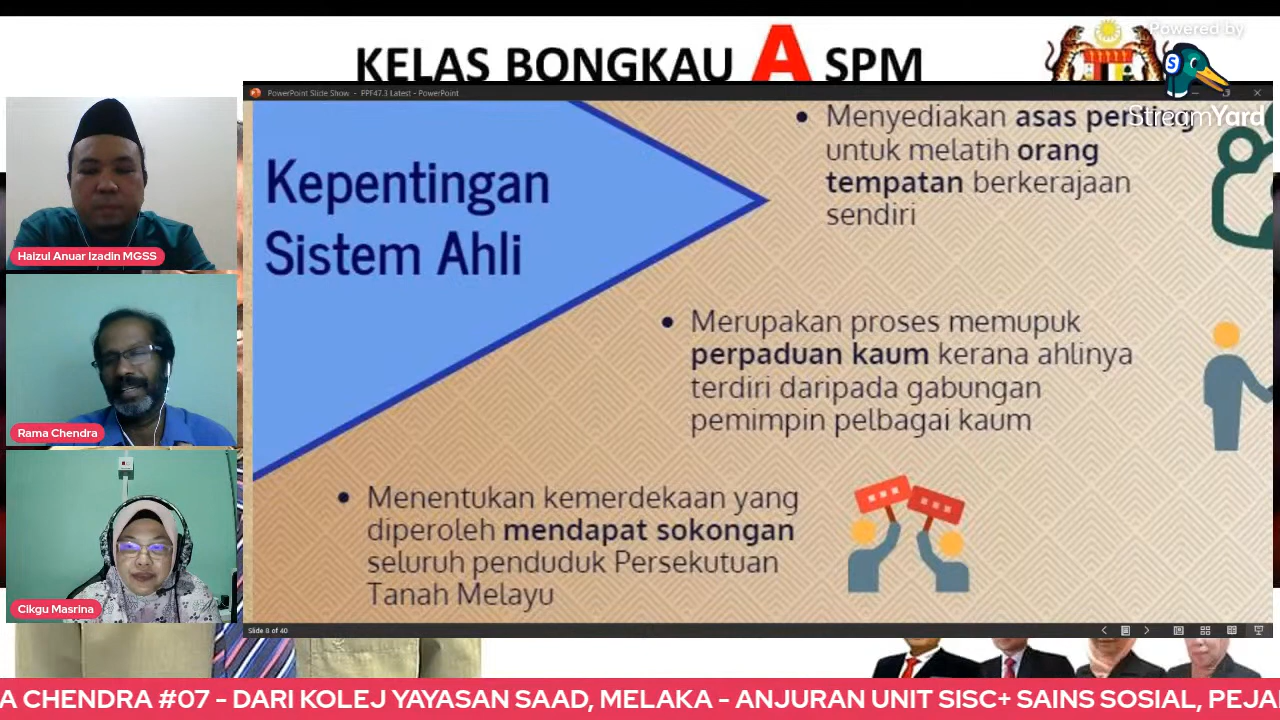 Powered by
StreamYard
KELAS BONGKAU A SPM
PowerPoint Slide Show - PPF47.3 Latest - PowerPoint
Kepentingan
Sistem Ahli
• Menyediakan asas penting
untuk melatih orang
tempatan berkerajaan
sendiri
• Merupakan proses memupuk
perpaduan kaum kerana ahlinya
terdiri daripada gabungan
pemimpin pelbagai kaum
• Menentukan kemerdekaan yang
diperoleh mendapat sokongan
seluruh penduduk Persekutuan
Tanah Melayu
Slide 8 of 40
Haizul Anuar Izadin MGSS
Rama Chendra
Cikgu Masrina
A CHENDRA #07 - DARI KOLEJ YAYASAN SAAD, MELAKA - ANJURAN UNIT SISC+ SAINS SOSIAL, PEJA